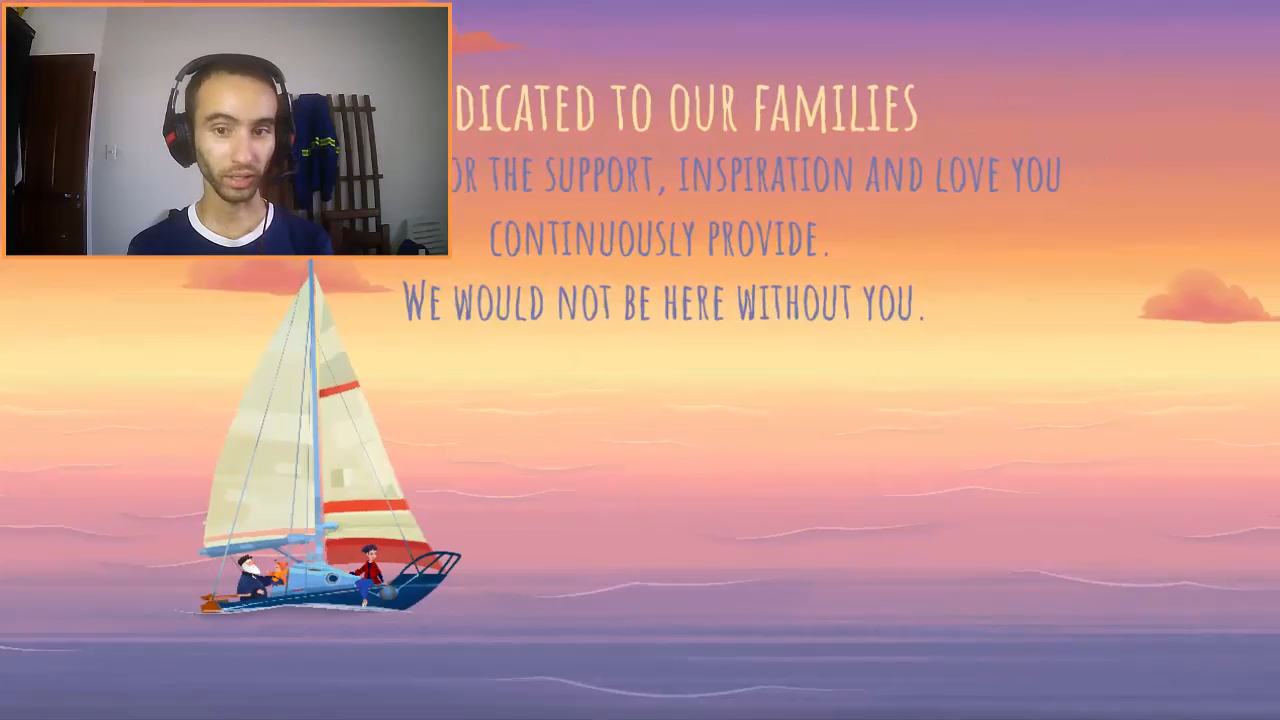 DICATED TO OUR FAMILIES
OR THE SUPPORT, INSPIRATION AND LOVE YOU
CONTINUOUSLY PROVIDE.
WE WOULD NOT BE HERE WITHOUT YOU.